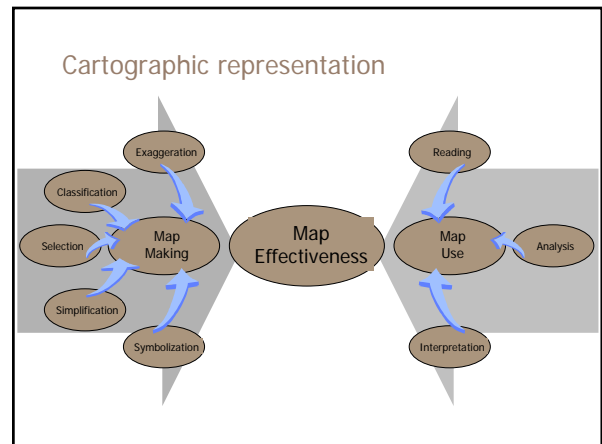 Cartographic representation
Exaggeration
Classification
Selection
Simplification
Symbolization
Map
Making
Map
Effectiveness
Map
Use
Reading
Analysis
Interpretation